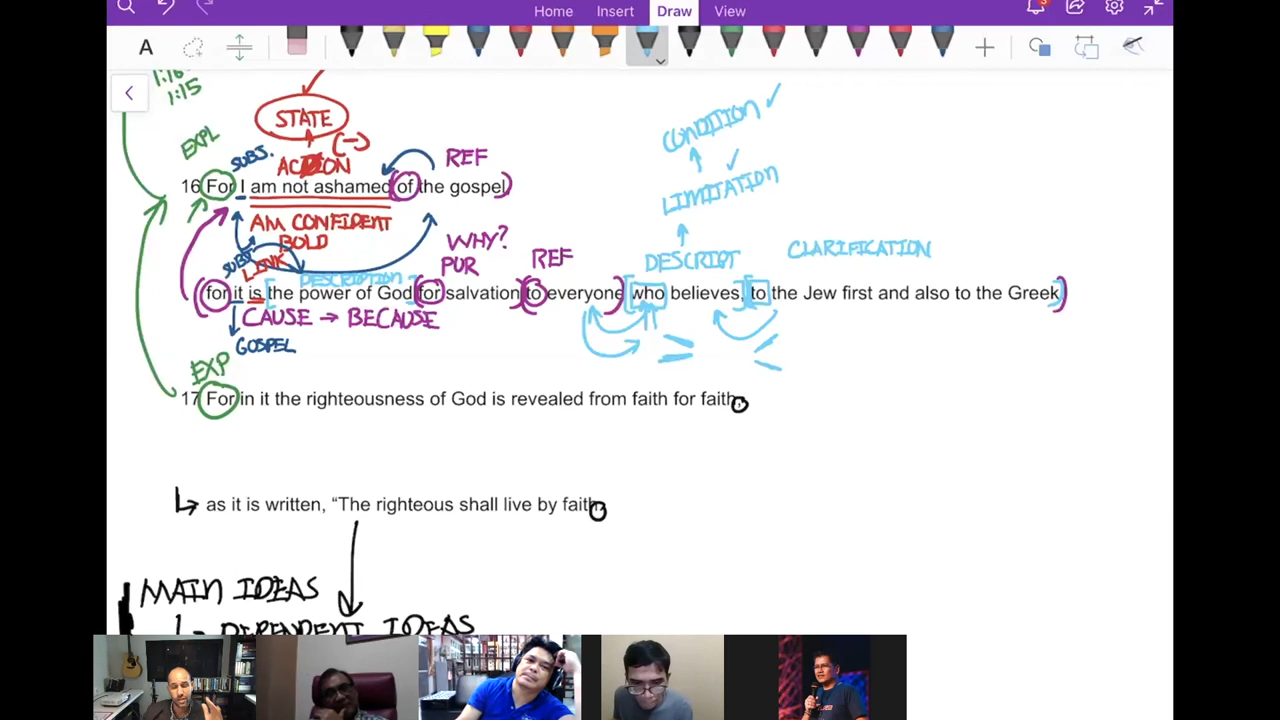 Home Insert Draw View
A
1:16
1:15
STATE
EXPL
SUBJ.
ACTION
(→)
REF
CONDITION ✓
LIMITATION ✓
16 For I am not ashamed of the gospel,
AM CONFIDENT
BOLD
WHY?
PUR
REF
DESCRIPT
CLARIFICATION
SUBJ.
LINK
DESCRIPTION
for it is the power of God for salvation to everyone who believes, to the Jew first and also to the Greek
CAUSE → BECAUSE
GOSPEL
EXP
17 For in it the righteousness of God is revealed from faith for faith,
as it is written, “The righteous shall live by faith
MAIN IDEAS
DEPENDENT IDEAS